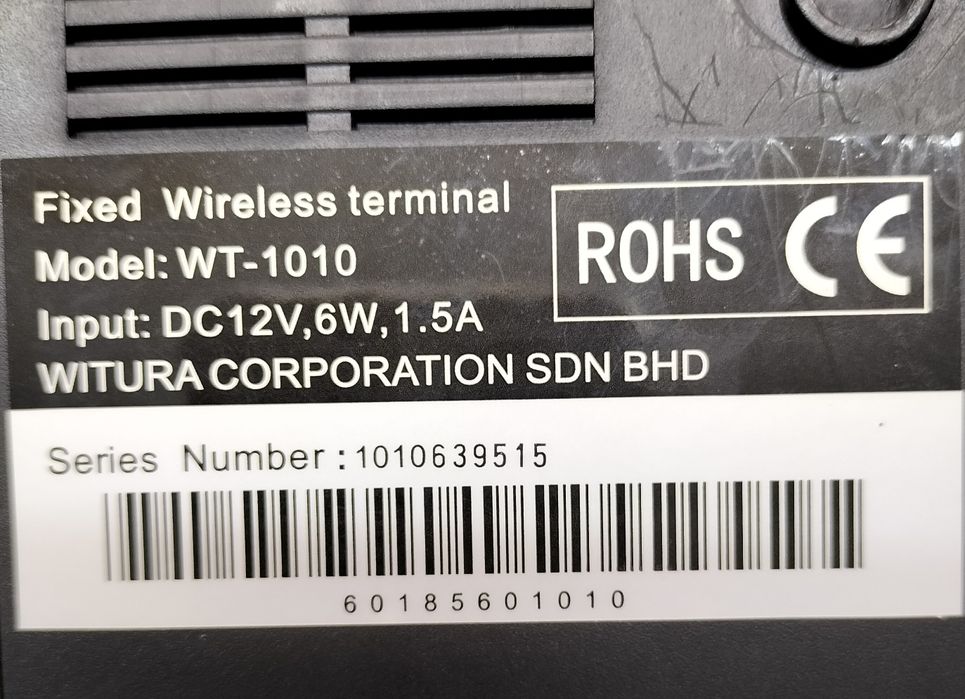 Fixed Wireless terminal
Model: WT-1010
Input: DC12V,6W,1.5A
WITURA CORPORATION SDN BHD
ROHS CE
Series Number:1010639515
60185601010